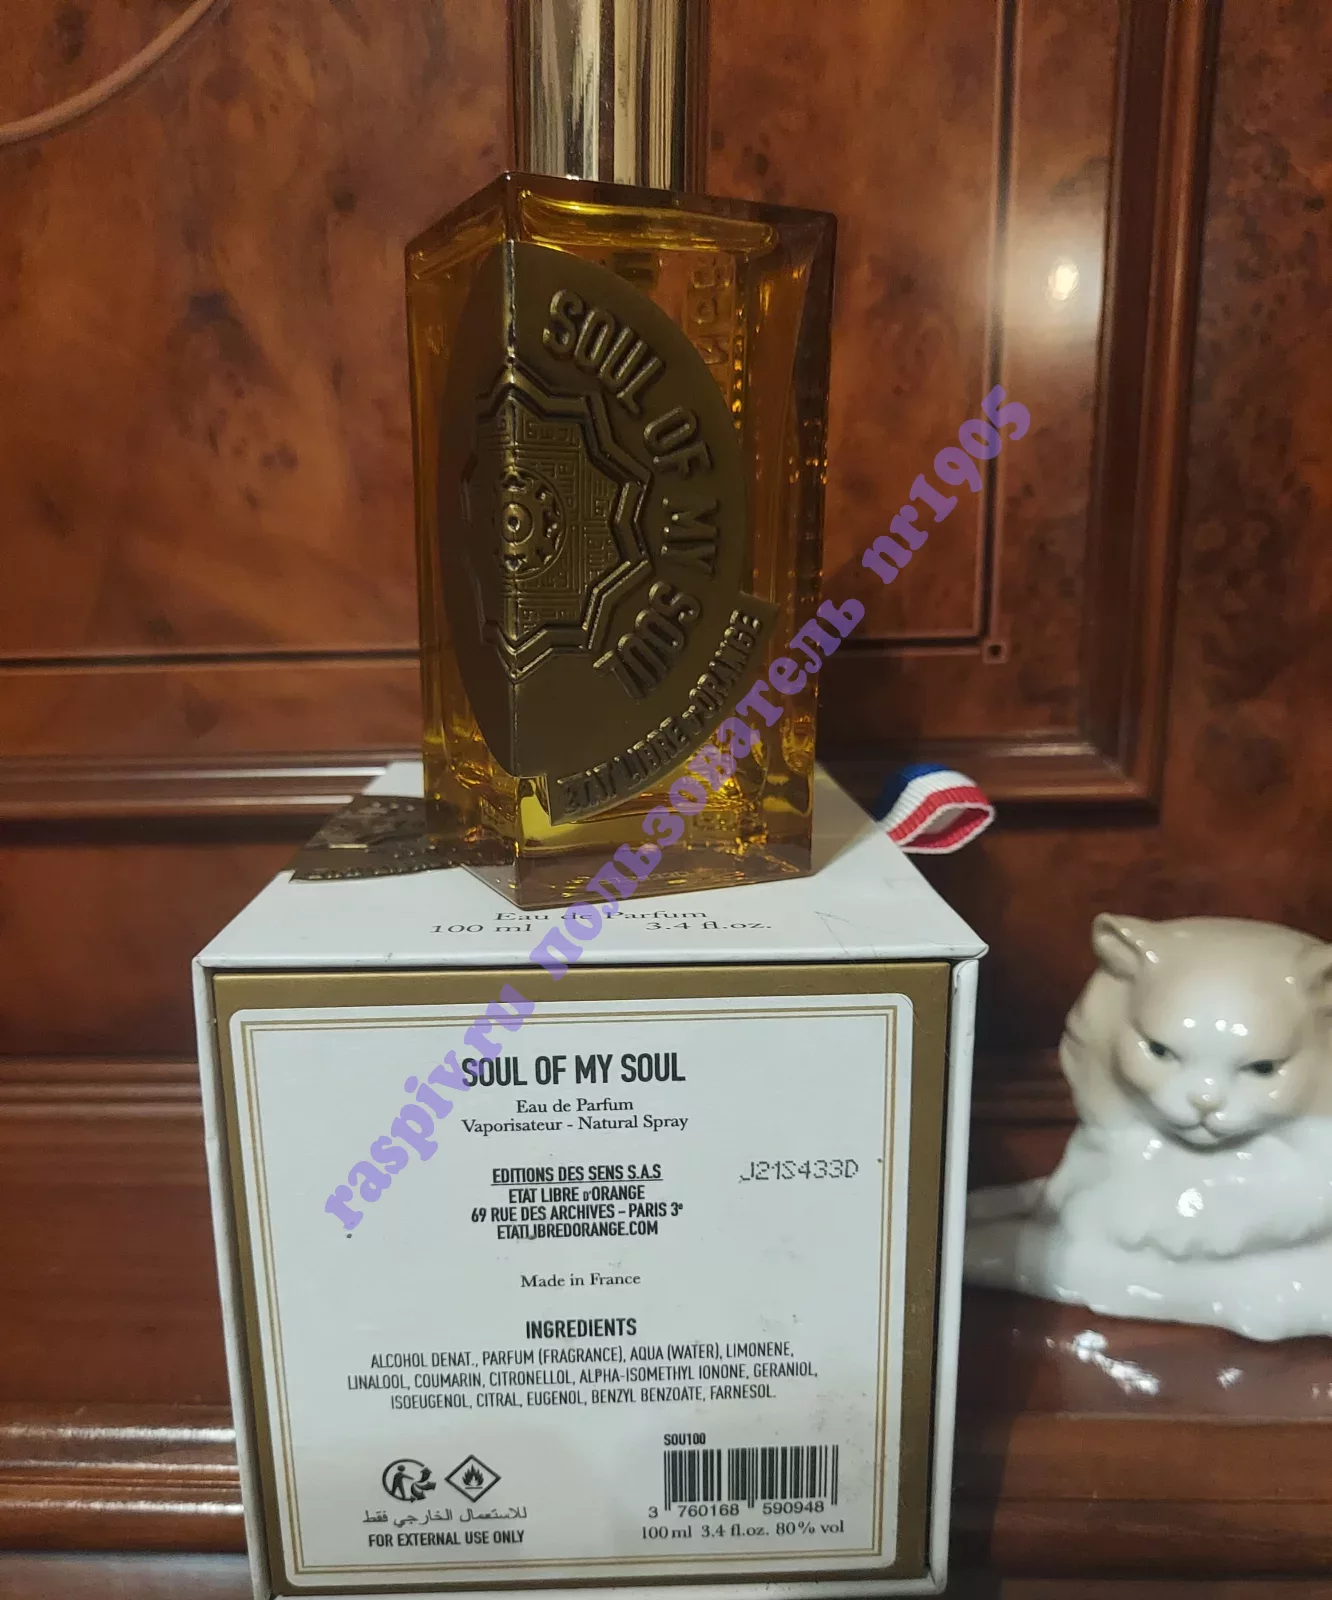 SOUL OF MY SOUL
ETAT LIBRE D'ORANGE
Eau de Parfum
100 ml 3.4 fl.oz.
SOUL OF MY SOUL
Eau de Parfum
Vaporisateur - Natural Spray
EDITIONS DES SENS S.A.S
ETAT LIBRE D'ORANGE
69 RUE DES ARCHIVES – PARIS 3e
ETATLIBREDORANGE.COM
J21S433D
Made in France
INGREDIENTS
ALCOHOL DENAT., PARFUM (FRAGRANCE), AQUA (WATER), LIMONENE,
LINALOOL, COUMARIN, CITRONELLOL, ALPHA-ISOMETHYL IONONE, GERANIOL,
ISOEUGENOL, CITRAL, EUGENOL, BENZYL BENZOATE, FARNESOL.
SOU100
3 760168 590948
100 ml 3.4 fl.oz. 80% vol
للاستعمال الخارجي فقط
FOR EXTERNAL USE ONLY
raspiv.ru пользователь nr1905